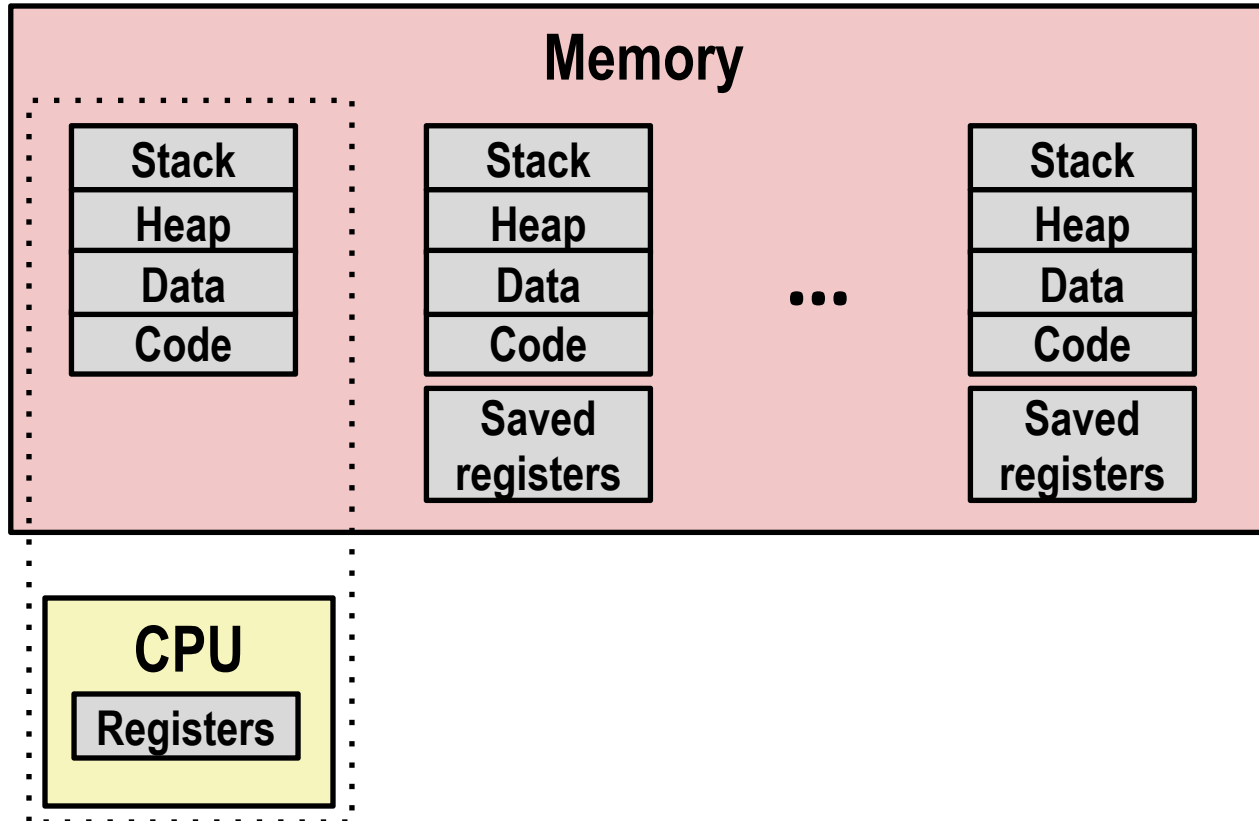 Memory
Stack
Heap
Data
Code
Stack
Heap
Data
Code
Saved
registers
...
Stack
Heap
Data
Code
Saved
registers
CPU
Registers